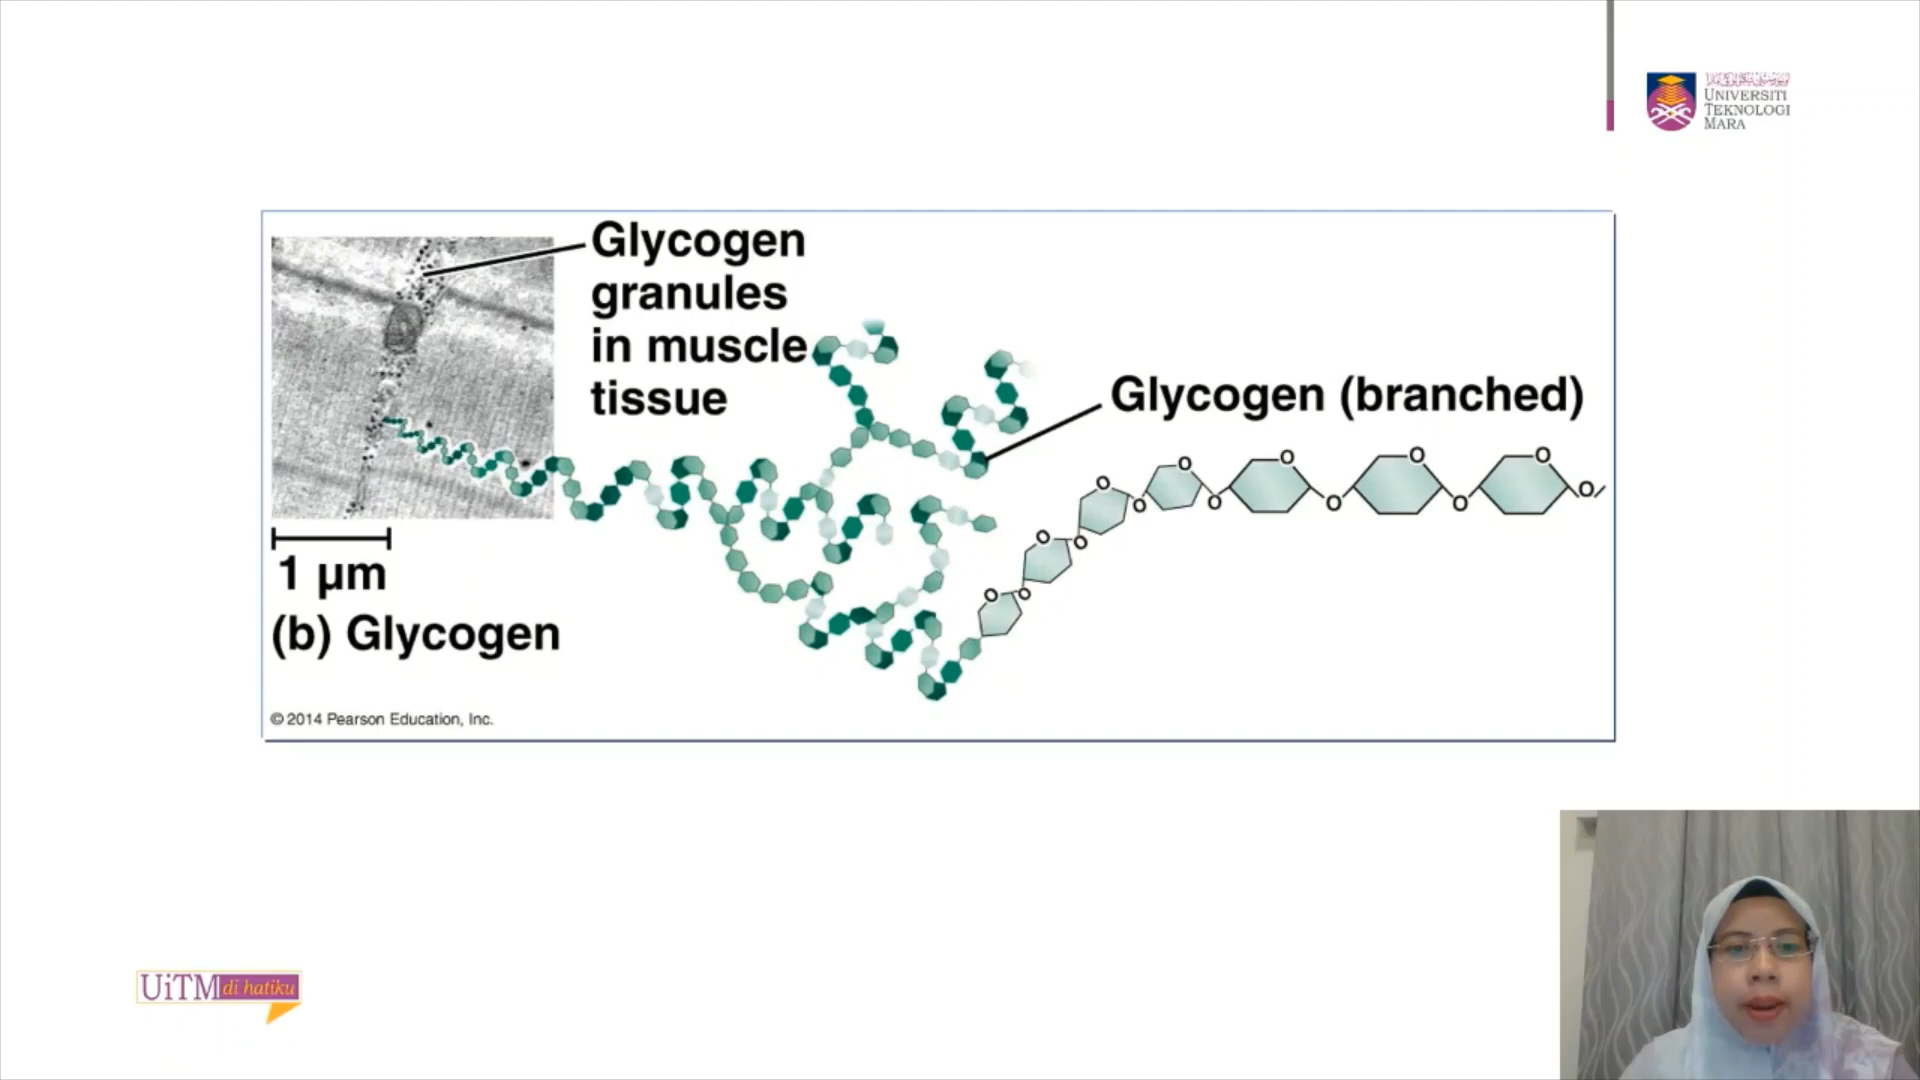 UNIVERSITI
TEKNOLOGI
MARA
Glycogen
granules
in muscle
tissue
Glycogen (branched)
O
O
O
O
O
O
O
O
O
O
O
O
O
O
1 µm
(b) Glycogen
© 2014 Pearson Education, Inc.
UiTM di hatiku